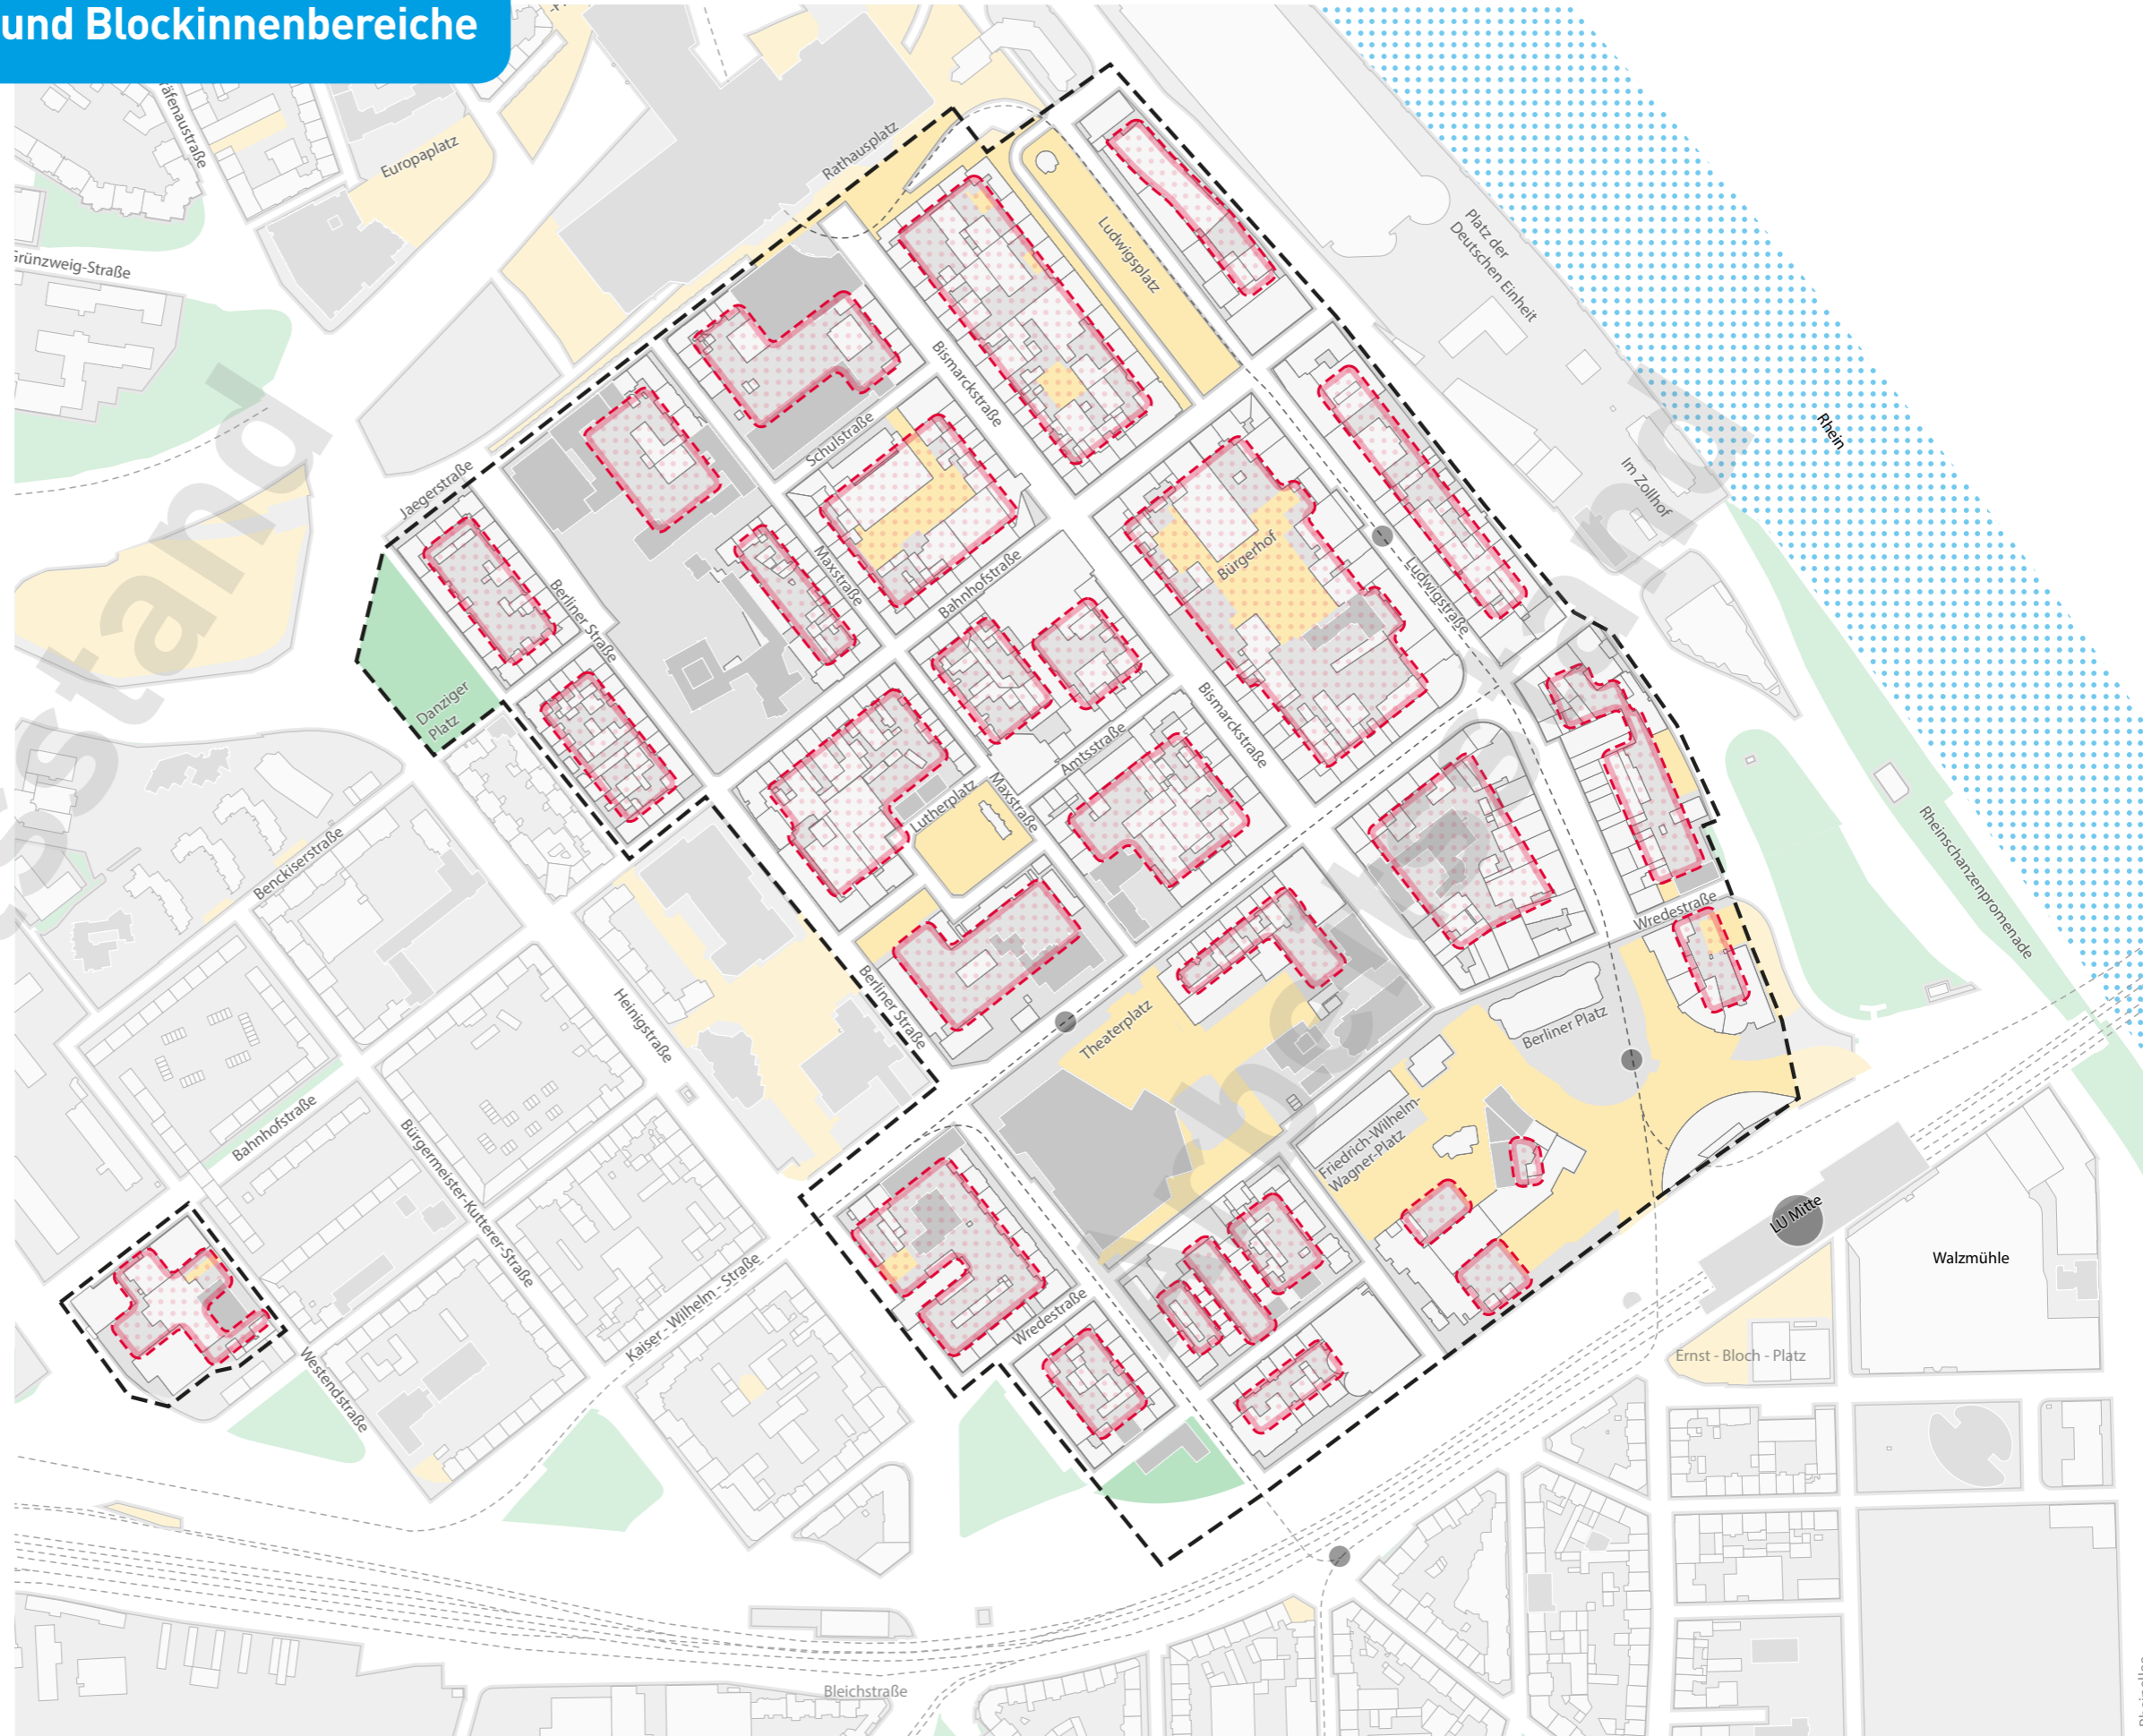 und Blockinnenbereiche
Europaplatz
Rathausplatz
Ludwigsplatz
Platz der
Deutschen Einheit
Rhein
Im Zollhof
Bismarckstraße
Schulstraße
Jaegerstraße
Maxstraße
Bahnhofstraße
Bürgerhof
Ludwigstraße
Berliner Straße
Danziger
Platz
Bismarckstraße
Amtsstraße
Maxstraße
Lutherplatz
Benckiserstraße
Rheinschanzenpromenade
Wredestraße
Berliner Straße
Heinigstraße
Theaterplatz
Berliner Platz
Bahnhofstraße
Bürgermeister-Kutterer-Straße
Friedrich-Wilhelm-
Wagner-Platz
LU Mitte
Walzmühle
Kaiser - Wilhelm - Straße
Wredestraße
Westendstraße
Ernst - Bloch - Platz
Bleichstraße